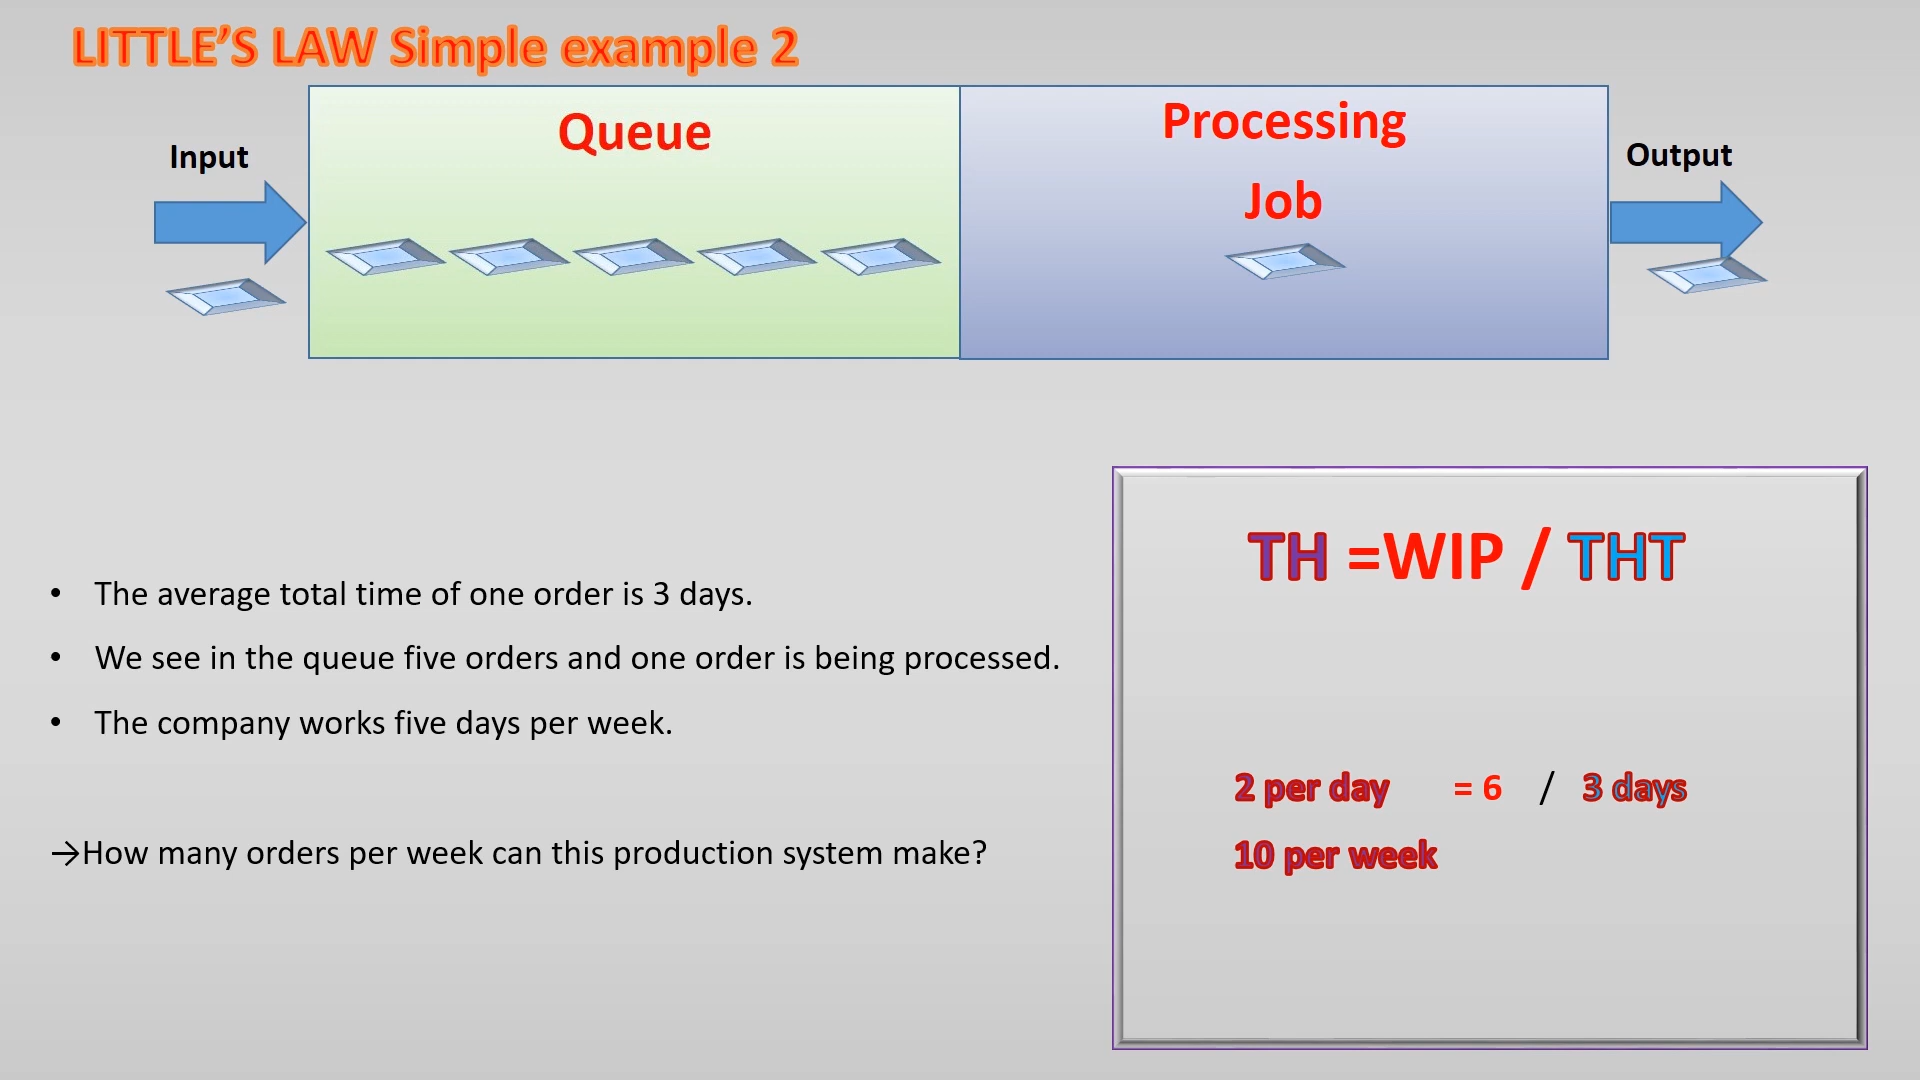 LITTLE’S LAW Simple example 2
Input
Queue
Processing
Job
Output
• The average total time of one order is 3 days.
• We see in the queue five orders and one order is being processed.
• The company works five days per week.
→How many orders per week can this production system make?
TH =WIP / THT
2 per day = 6 / 3 days
10 per week